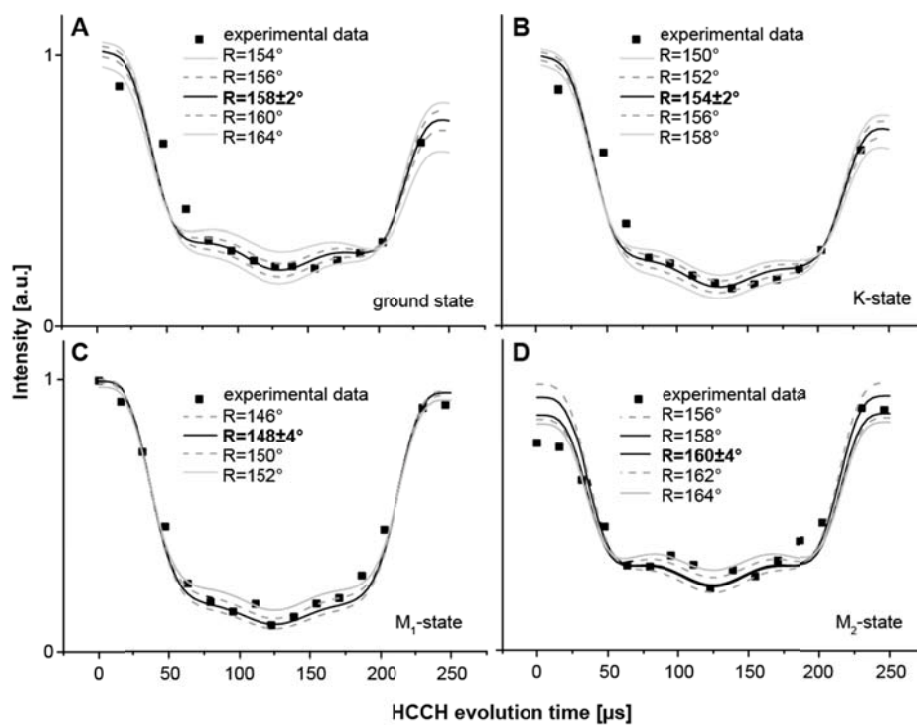 A
experimental data
R=154°
R=156°
R=158±2°
R=160°
R=164°
ground state
1
0
B
experimental data
R=150°
R=152°
R=154±2°
R=156°
R=158°
K-state
C
experimental data
R=146°
R=148±4°
R=150°
R=152°
M₁-state
1
0
0 50 100 150 200 250
D
experimental data
R=156°
R=158°
R=160±4°
R=162°
R=164°
M₂-state
0 50 100 150 200 250
Intensity [a.u.]
HCCH evolution time [µs]